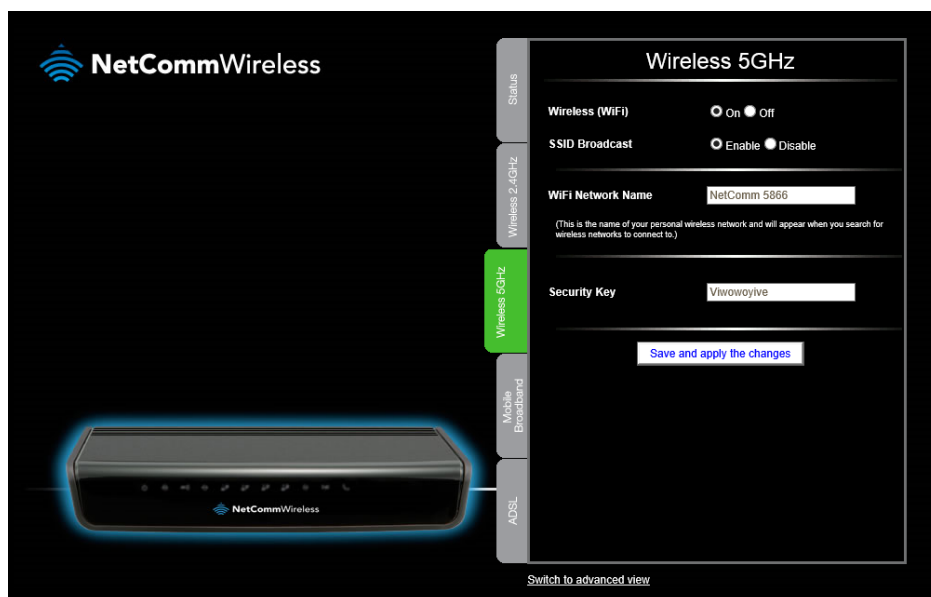 NetCommWireless
Status
Wireless 2.4GHz
Wireless 5GHz
Mobile
Broadband
ADSL
Wireless 5GHz
Wireless (WiFi) On Off
SSID Broadcast Enable Disable
WiFi Network Name NetComm 5866
(This is the name of your personal wireless network and will appear when you search for
wireless networks to connect to.)
Security Key Viwowoyive
Save and apply the changes
NetCommWireless
Switch to advanced view